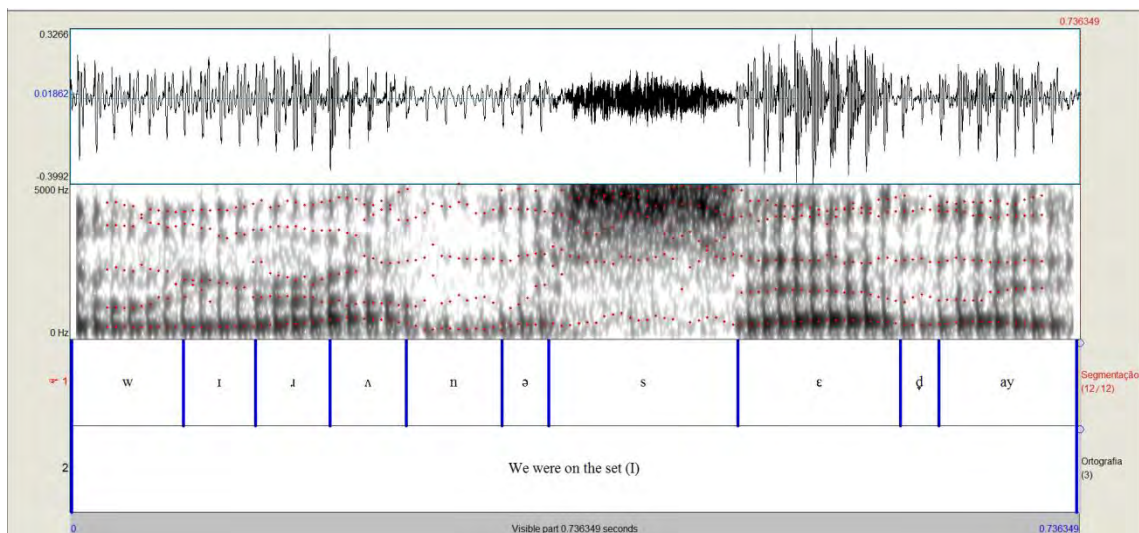 0.736349
0.3266
0.01862
-0.3992
5000 Hz
0 Hz
☞ 1
w ɪ ɹ ʌ n ə s ɛ d̬ ay
Segmentação
(12/12)
2
We were on the set (I)
Ortografia
(3)
0 Visible part 0.736349 seconds 0.736349